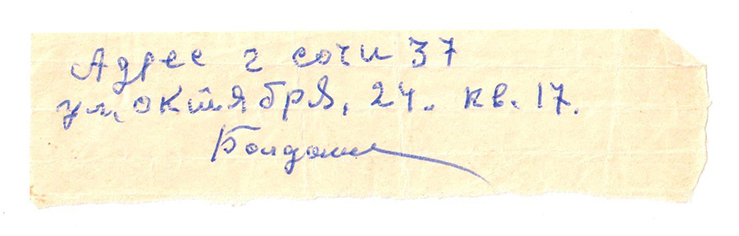 Адрес г сочи 37
ул, октября, 24. кв. 17.